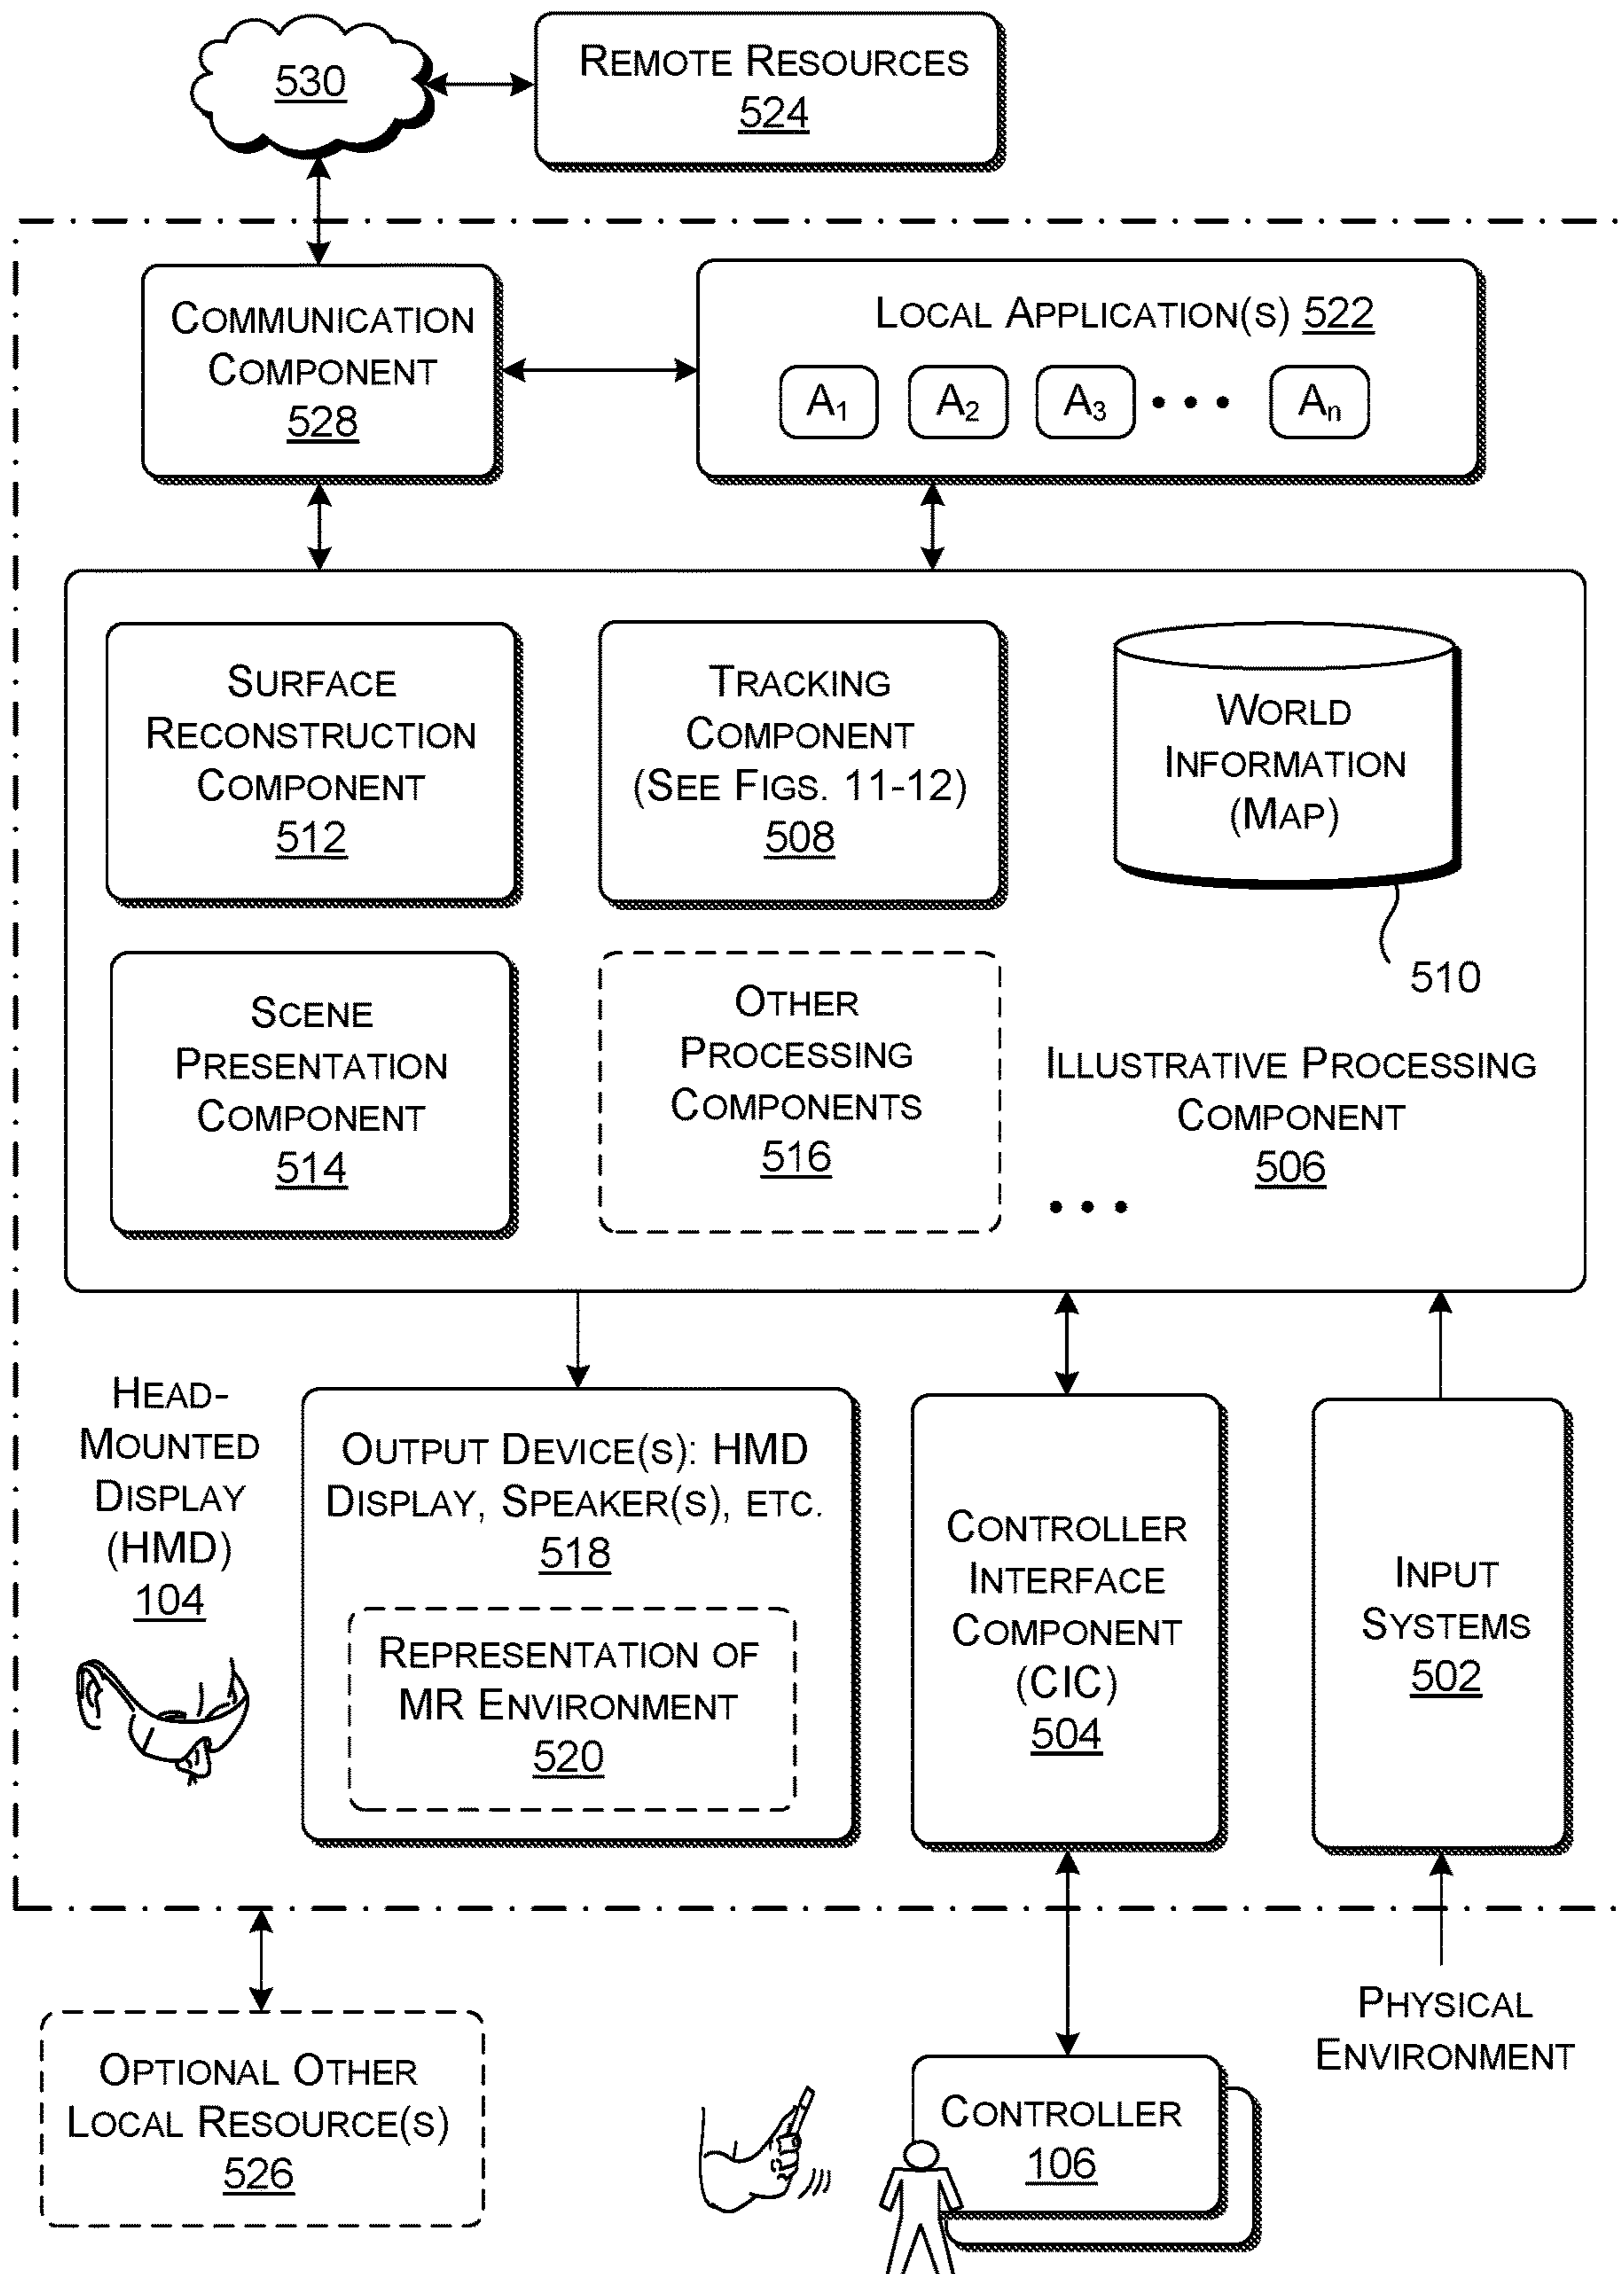 530
REMOTE RESOURCES
524
COMMUNICATION
COMPONENT
528
LOCAL APPLICATION(S) 522
A1 A2 A3 • • • An
SURFACE
RECONSTRUCTION
COMPONENT
512
TRACKING
COMPONENT
(SEE FIGS. 11-12)
508
WORLD
INFORMATION
(MAP)
510
SCENE
PRESENTATION
COMPONENT
514
OTHER
PROCESSING
COMPONENTS
516
ILLUSTRATIVE PROCESSING
COMPONENT
506
• • •
HEAD-
MOUNTED
DISPLAY
(HMD)
104
OUTPUT DEVICE(S): HMD
DISPLAY, SPEAKER(S), ETC.
518
REPRESENTATION OF
MR ENVIRONMENT
520
CONTROLLER
INTERFACE
COMPONENT
(CIC)
504
INPUT
SYSTEMS
502
PHYSICAL
ENVIRONMENT
OPTIONAL OTHER
LOCAL RESOURCE(S)
526
CONTROLLER
106